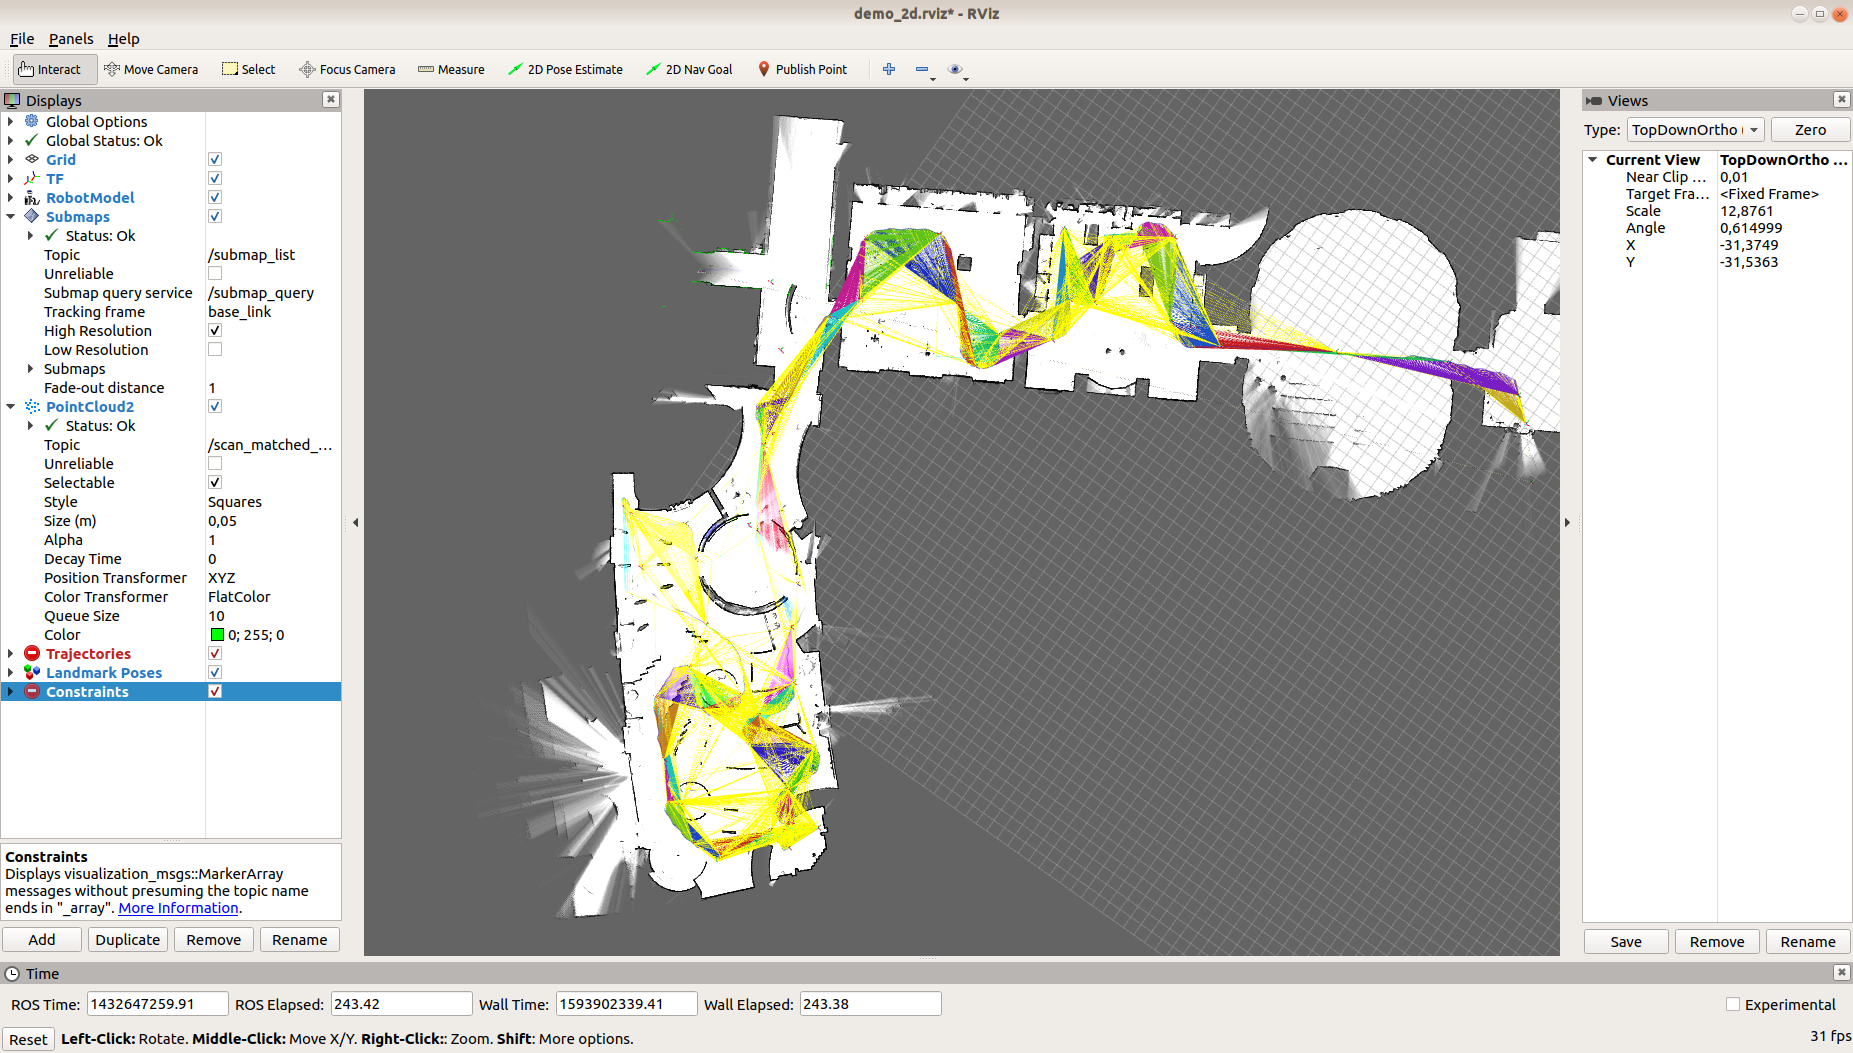 demo_2d.rviz* - RViz
File Panels Help
Interact Move Camera Select Focus Camera Measure 2D Pose Estimate 2D Nav Goal Publish Point
Displays
Global Options
Global Status: Ok
Grid
TF
RobotModel
Submaps
Status: Ok
Topic /submap_list
Unreliable
Submap query service /submap_query
Tracking frame base_link
High Resolution
Low Resolution
Submaps
Fade-out distance 1
PointCloud2
Status: Ok
Topic /scan_matched_...
Unreliable
Selectable
Style Squares
Size (m) 0,05
Alpha 1
Decay Time 0
Position Transformer XYZ
Color Transformer FlatColor
Queue Size 10
Color 0; 255; 0
Trajectories
Landmark Poses
Constraints
Constraints
Displays visualization_msgs::MarkerArray
messages without presuming the topic name
ends in "_array". More Information.
Add Duplicate Remove Rename
Views
Type: TopDownOrtho ( Zero
Current View TopDownOrtho ...
Near Clip ... 0,01
Target Fra... <Fixed Frame>
Scale 12,8761
Angle 0,614999
X -31,3749
Y -31,5363
Save Remove Rename
Time
ROS Time: 1432647259.91 ROS Elapsed: 243.42 Wall Time: 1593902339.41 Wall Elapsed: 243.38 Experimental
Reset Left-Click: Rotate. Middle-Click: Move X/Y. Right-Click:: Zoom. Shift: More options. 31 fps